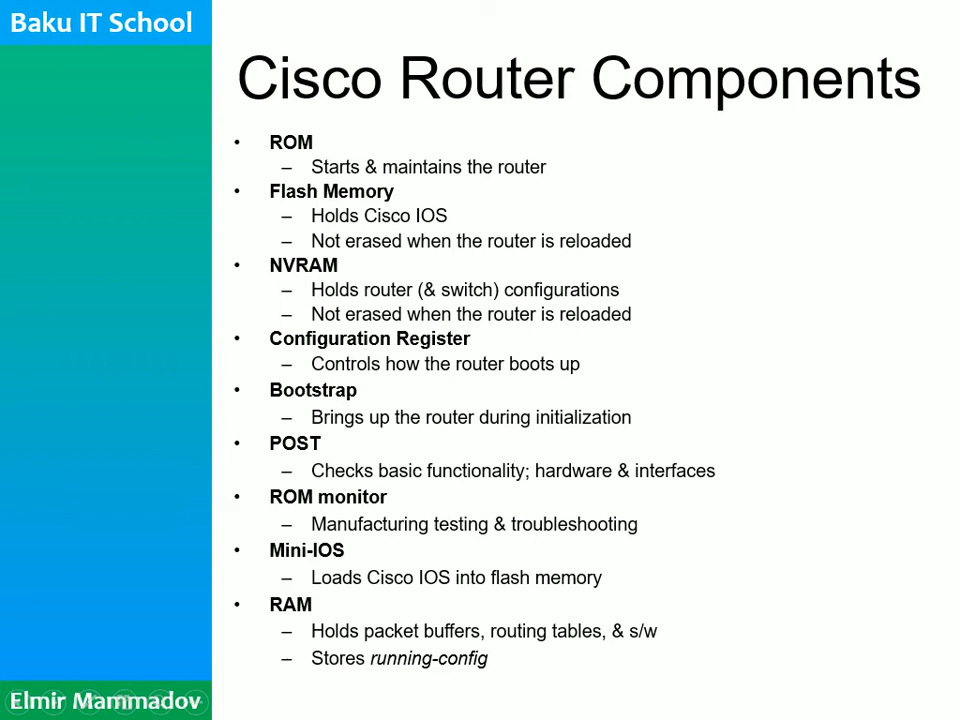 Baku IT School
Cisco Router Components
• ROM
– Starts & maintains the router
• Flash Memory
– Holds Cisco IOS
– Not erased when the router is reloaded
• NVRAM
– Holds router (& switch) configurations
– Not erased when the router is reloaded
• Configuration Register
– Controls how the router boots up
• Bootstrap
– Brings up the router during initialization
• POST
– Checks basic functionality; hardware & interfaces
• ROM monitor
– Manufacturing testing & troubleshooting
• Mini-IOS
– Loads Cisco IOS into flash memory
• RAM
– Holds packet buffers, routing tables, & s/w
– Stores running-config
Elmir Mammadov